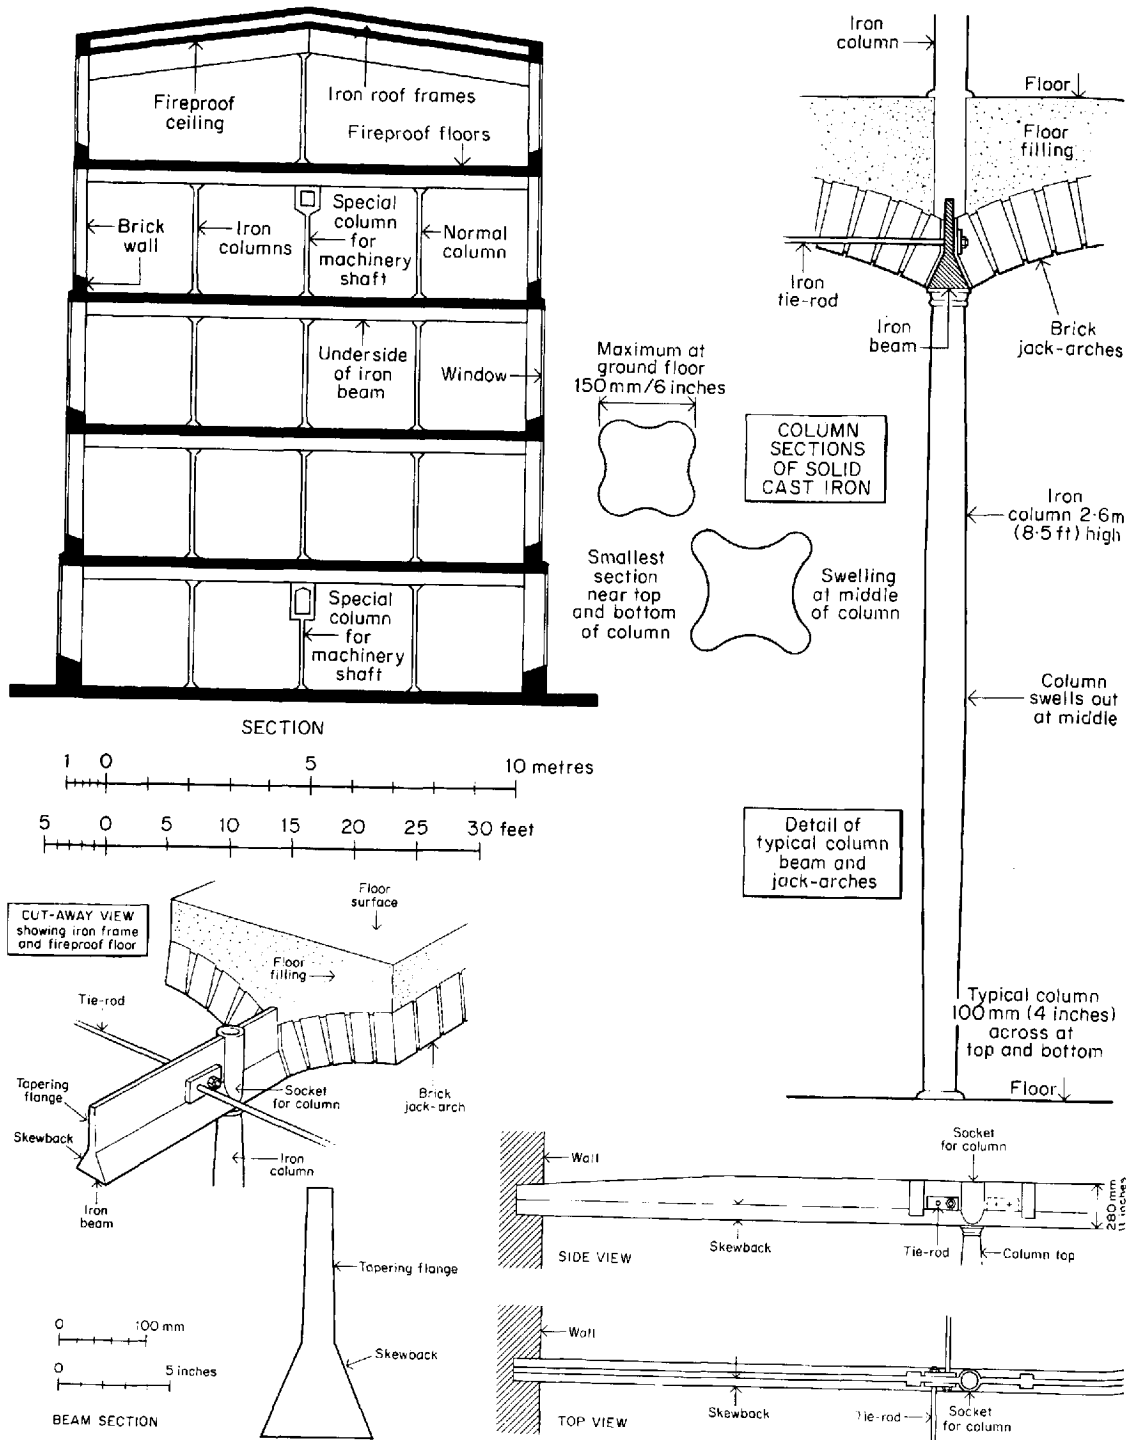 Fireproof
ceiling
Iron roof frames
Fireproof floors
Brick
wall
Iron
columns
Special
column
for
machinery
shaft
Normal
column
Underside
of iron
beam
Window
Special
column
for
machinery
shaft
SECTION
1 0 5 10 metres
5 0 5 10 15 20 25 30 feet
Iron
column
Floor
Floor
filling
Iron
tie-rod
Iron
beam
Brick
jack-arches
Maximum at
ground floor
150mm/6 inches
COLUMN
SECTIONS
OF SOLID
CAST IRON
Smallest
section
near top
and bottom
of column
Swelling
at middle
of column
Iron
column 2·6m
(8·5 ft) high
Column
swells out
at middle
Detail of
typical column
beam and
jack-arches
Typical column
100mm (4 inches)
across at
top and bottom
Floor
CUT-AWAY VIEW
showing iron frame
and fireproof floor
Floor
surface
Floor
filling
Tie-rod
Tapering
flange
Skewback
Iron
beam
Socket
for column
Iron
column
Brick
jack-arch
Tapering flange
Skewback
0 100 mm
0 5 inches
BEAM SECTION
Wall
Socket
for column
280 mm
11 inches
Skewback
Tie-rod
Column top
SIDE VIEW
Wall
Skewback
Tie-rod
Socket
for column
TOP VIEW